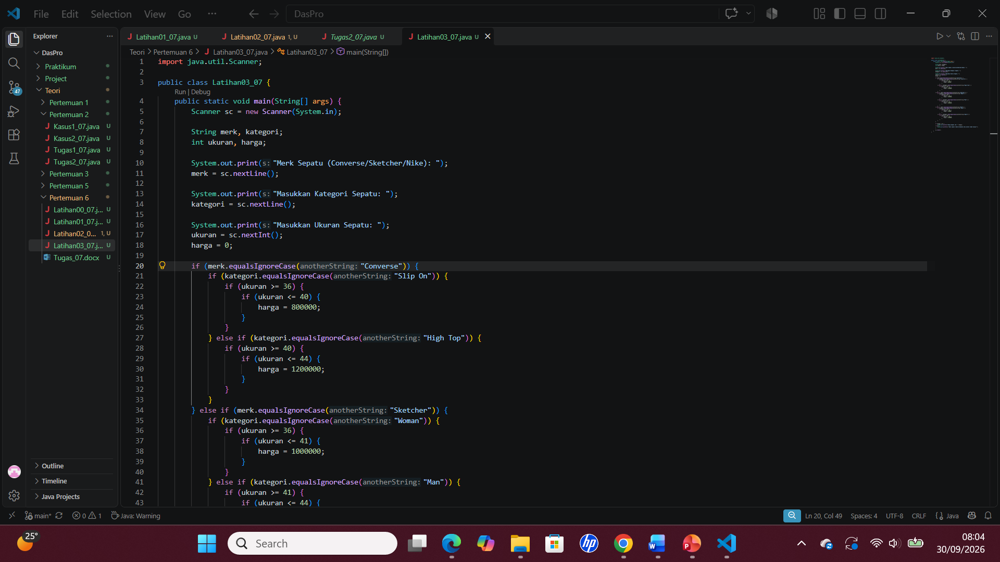 File Edit Selection View Go ··· DasPro
Explorer ···
DasPro
Praktikum
Project
Teori
Pertemuan 1
Pertemuan 2
Kasus1_07.java U
Kasus2_07.java U
Tugas1_07.java U
Tugas2_07.java U
Pertemuan 3
Pertemuan 5
Pertemuan 6
Latihan00_07.j... U
Latihan01_07.j... U
Latihan02_0... 1, U
Latihan03_07.j... U
Tugas_07.docx U
Outline
Timeline
Java Projects
47
Latihan01_07.java U Latihan02_07.java 1, U Tugas2_07.java U Latihan03_07.java U
Teori > Pertemuan 6 > Latihan03_07.java > Latihan03_07 > main(String[])
1 import java.util.Scanner;
2
3 public class Latihan03_07 {
Run | Debug
4 public static void main(String[] args) {
5 Scanner sc = new Scanner(System.in);
6
7 String merk, kategori;
8 int ukuran, harga;
9
10 System.out.print(s: "Merk Sepatu (Converse/Sketcher/Nike): ");
11 merk = sc.nextLine();
12
13 System.out.print(s: "Masukkan Kategori Sepatu: ");
14 kategori = sc.nextLine();
15
16 System.out.print(s: "Masukkan Ukuran Sepatu: ");
17 ukuran = sc.nextInt();
18 harga = 0;
19
20 if (merk.equalsIgnoreCase(anotherString: "Converse")) {
21 if (kategori.equalsIgnoreCase(anotherString: "Slip On")) {
22 if (ukuran >= 36) {
23 if (ukuran <= 40) {
24 harga = 800000;
25 }
26 }
27 } else if (kategori.equalsIgnoreCase(anotherString: "High Top")) {
28 if (ukuran >= 40) {
29 if (ukuran <= 44) {
30 harga = 1200000;
31 }
32 }
33 }
34 } else if (merk.equalsIgnoreCase(anotherString: "Sketcher")) {
35 if (kategori.equalsIgnoreCase(anotherString: "Woman")) {
36 if (ukuran >= 36) {
37 if (ukuran <= 41) {
38 harga = 1000000;
39 }
40 }
41 } else if (kategori.equalsIgnoreCase(anotherString: "Man")) {
42 if (ukuran >= 41) {
43 if (ukuran <= 44) {
main* 0 1 Java: Warning Ln 20, Col 49 Spaces: 4 UTF-8 CRLF {} Java
25° Search 08:04
30/09/2026